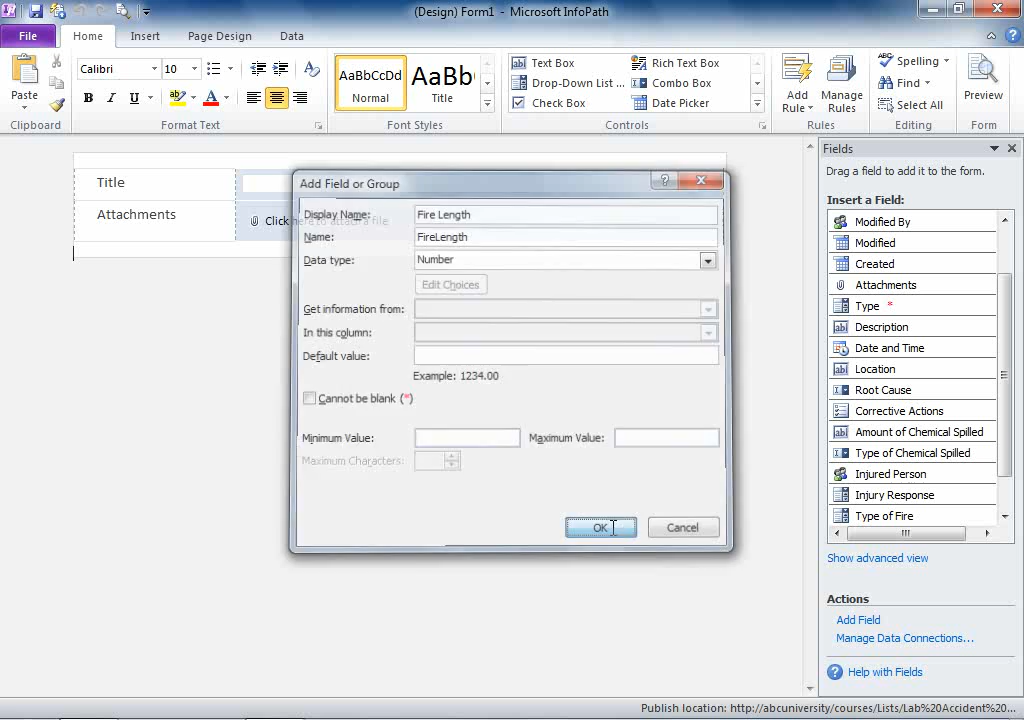 (Design) Form1 - Microsoft InfoPath
File
Home
Insert
Page Design
Data
Paste
Clipboard
Calibri
10
B I U
ab
A
Format Text
AaBbCcDd
Normal
AaBb
Title
Font Styles
Text Box
Drop-Down List ...
Check Box
Rich Text Box
Combo Box
Date Picker
Controls
Add
Rule
Manage
Rules
Rules
Spelling
Find
Select All
Editing
Preview
Form
Title
Attachments
Click here to attach a file
Add Field or Group
Display Name:
Fire Length
Name:
FireLength
Data type:
Number
Edit Choices
Get information from:
In this column:
Default value:
Example: 1234.00
Cannot be blank (*)
Minimum Value:
Maximum Value:
Maximum Characters:
OK
Cancel
Fields
Drag a field to add it to the form.
Insert a Field:
Modified By
Modified
Created
Attachments
Type *
Description
Date and Time
Location
Root Cause
Corrective Actions
Amount of Chemical Spilled
Type of Chemical Spilled
Injured Person
Injury Response
Type of Fire
Show advanced view
Actions
Add Field
Manage Data Connections...
Help with Fields
Publish location: http://abcuniversity/courses/Lists/Lab%20Accident%20...